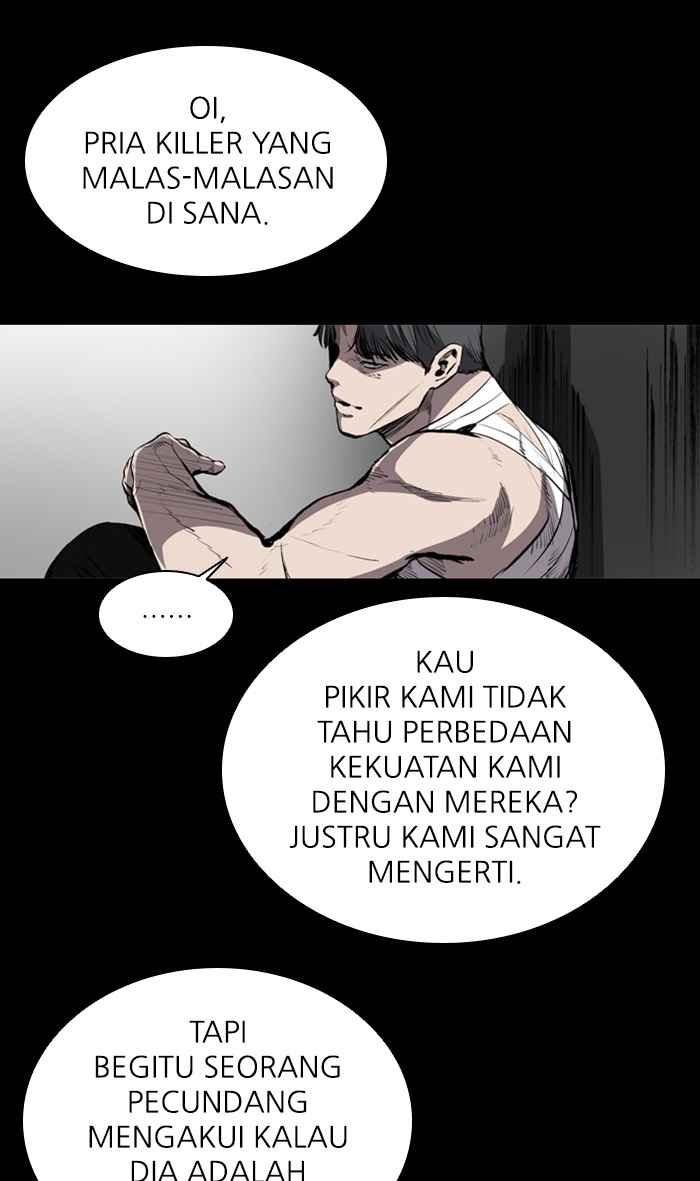 OI,
PRIA KILLER YANG
MALAS-MALASAN
DI SANA.
......
KAU
PIKIR KAMI TIDAK
TAHU PERBEDAAN
KEKUATAN KAMI
DENGAN MEREKA?
JUSTRU KAMI SANGAT
MENGERTI.
TAPI
BEGITU SEORANG
PECUNDANG
MENGAKUI KALAU
DIA ADALAH